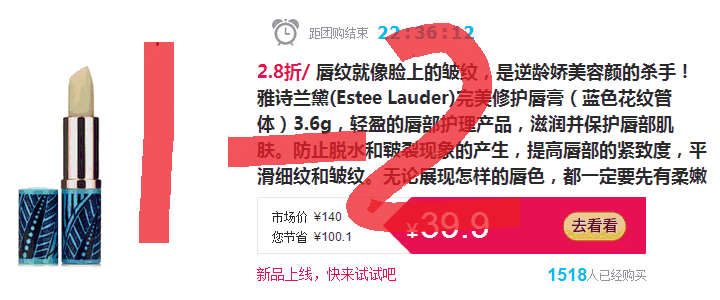 距团购结束 22:36:12
2.8折/ 唇纹就像脸上的皱纹，是逆龄娇美容颜的杀手！
雅诗兰黛(Estee Lauder)完美修护唇膏（蓝色花纹管
体）3.6g，轻盈的唇部护理产品，滋润并保护唇部肌
肤。防止脱水和皲裂现象的产生，提高唇部的紧致度，平
滑细纹和皱纹。无论展现怎样的唇色，都一定要先有柔嫩
市场价 ¥140
您节省 ¥100.1
¥39.9
去看看
新品上线，快来试试吧
1518人已经购买
1-2